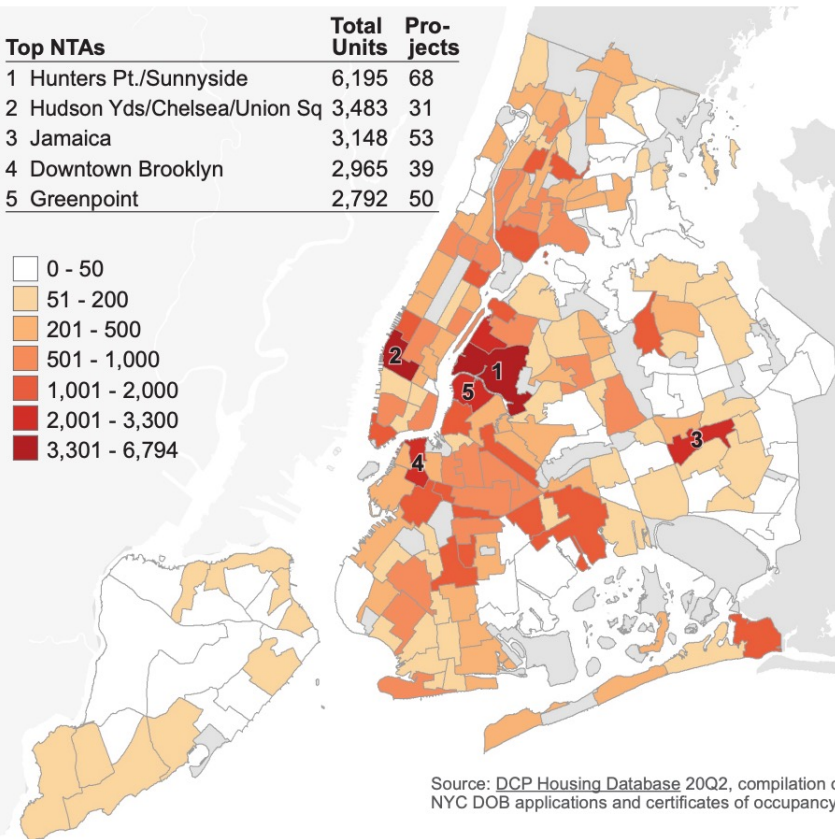 Top NTAs Total Units Pro-jects
1 Hunters Pt./Sunnyside 6,195 68
2 Hudson Yds/Chelsea/Union Sq 3,483 31
3 Jamaica 3,148 53
4 Downtown Brooklyn 2,965 39
5 Greenpoint 2,792 50
0 - 50
51 - 200
201 - 500
501 - 1,000
1,001 - 2,000
2,001 - 3,300
3,301 - 6,794
2
1
5
3
4
Source: DCP Housing Database 20Q2, compilation o
NYC DOB applications and certificates of occupancy